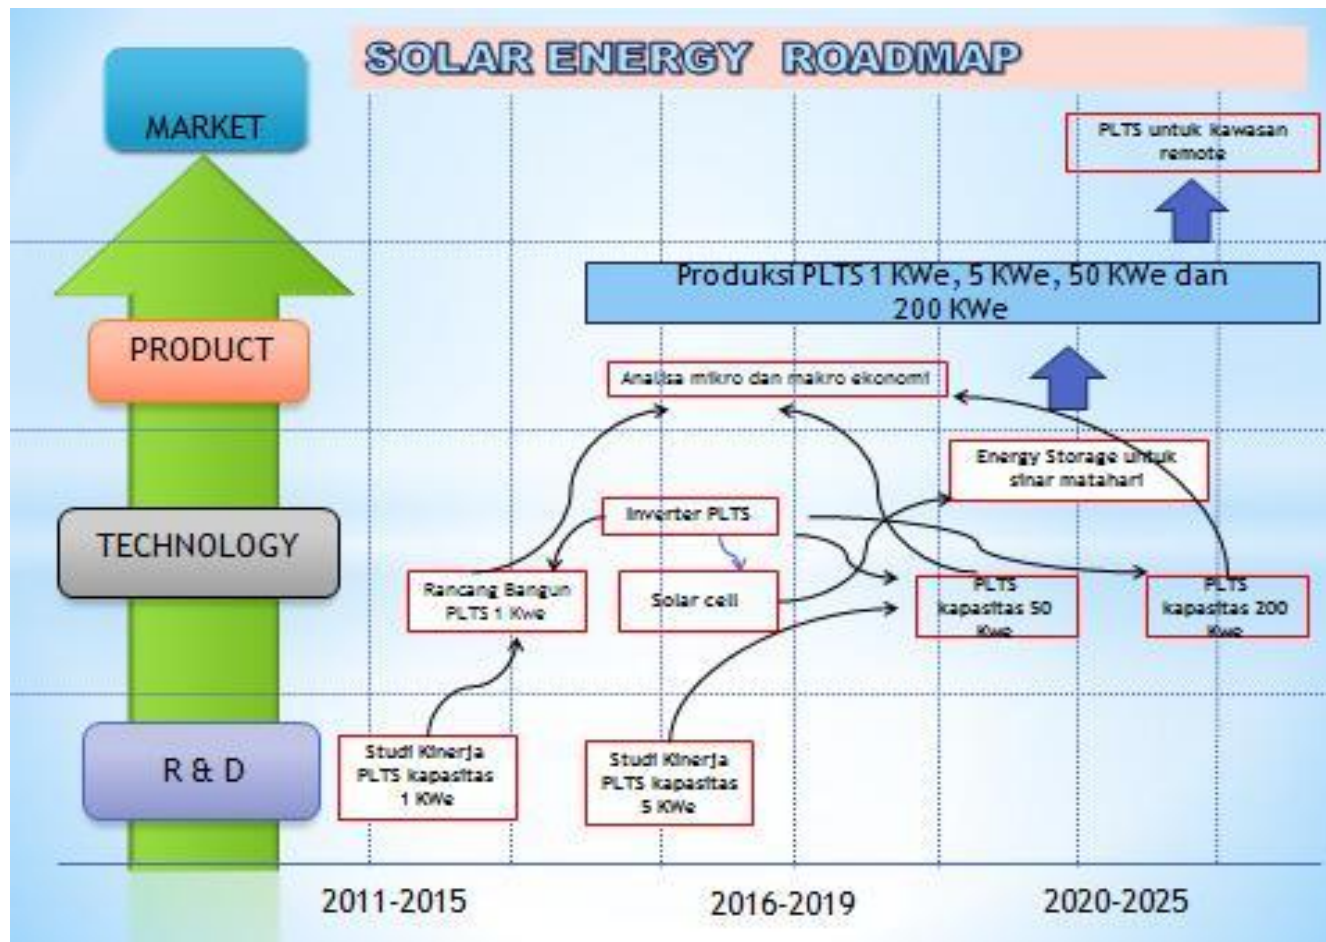 SOLAR ENERGY ROADMAP
MARKET
PLTS untuk kawasan
remote
Produksi PLTS 1 KWe, 5 KWe, 50 KWe dan
200 KWe
PRODUCT
Analisa mikro dan makro ekonomi
Energy Storage untuk
sinar matahari
Inverter PLTS
TECHNOLOGY
Rancang Bangun
PLTS 1 Kwe
Solar cell
PLTS
kapasitas 50
Kwe
PLTS
kapasitas 200
Kwe
R & D
Studi Kinerja
PLTS kapasitas
1 KWe
Studi Kinerja
PLTS kapasitas
5 KWe
2011-2015
2016-2019
2020-2025